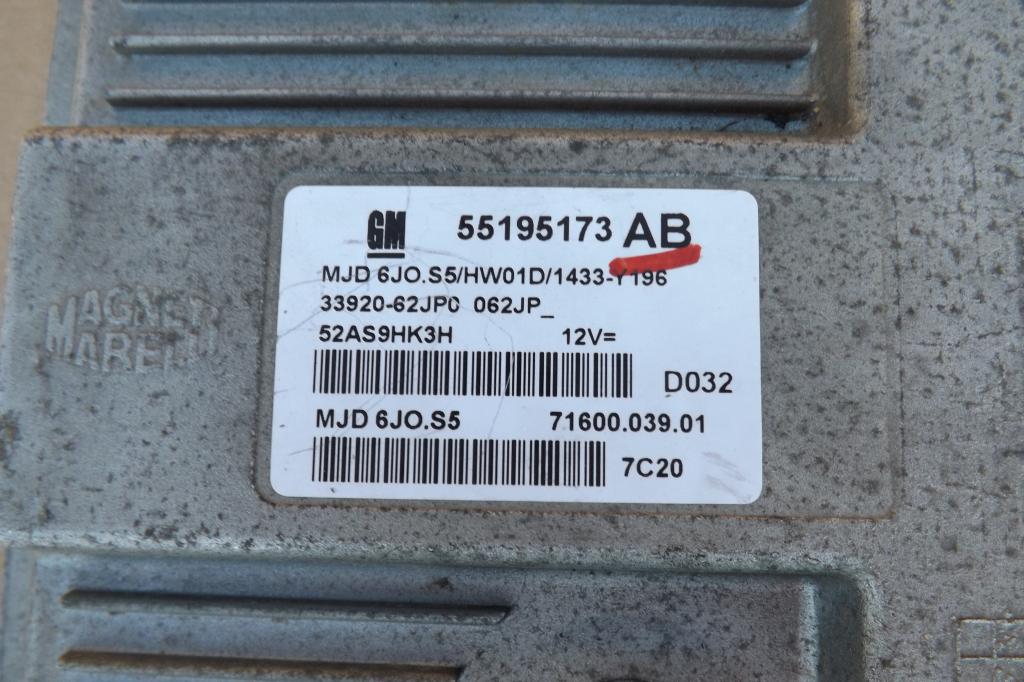 GM 55195173 AB
MJD 6JO.S5/HW01D/1433-Y196
33920-62JP0 062JP_
52AS9HK3H 12V=
D032
MJD 6JO.S5 71600.039.01
7C20
MAGNETI
MARELLI